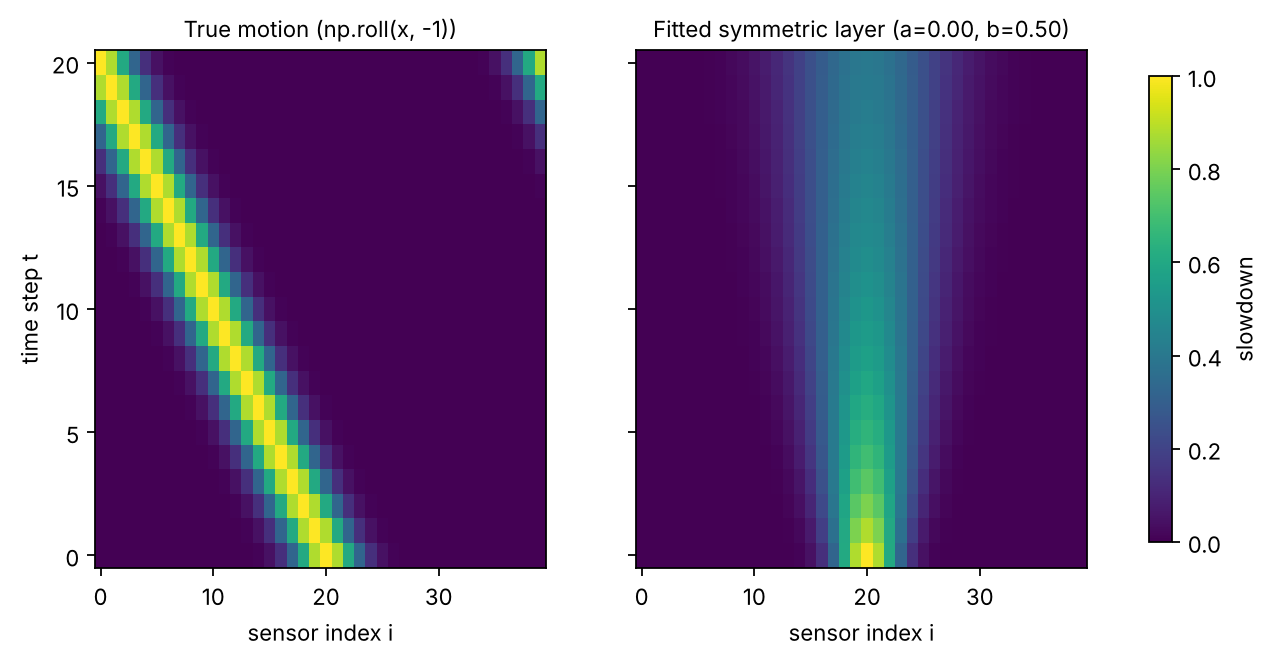 True motion (np.roll(x, -1))
20
15
10
5
0
time step t
0 10 20 30
sensor index i
Fitted symmetric layer (a=0.00, b=0.50)
0 10 20 30
sensor index i
1.0
0.8
0.6
0.4
0.2
0.0
slowdown